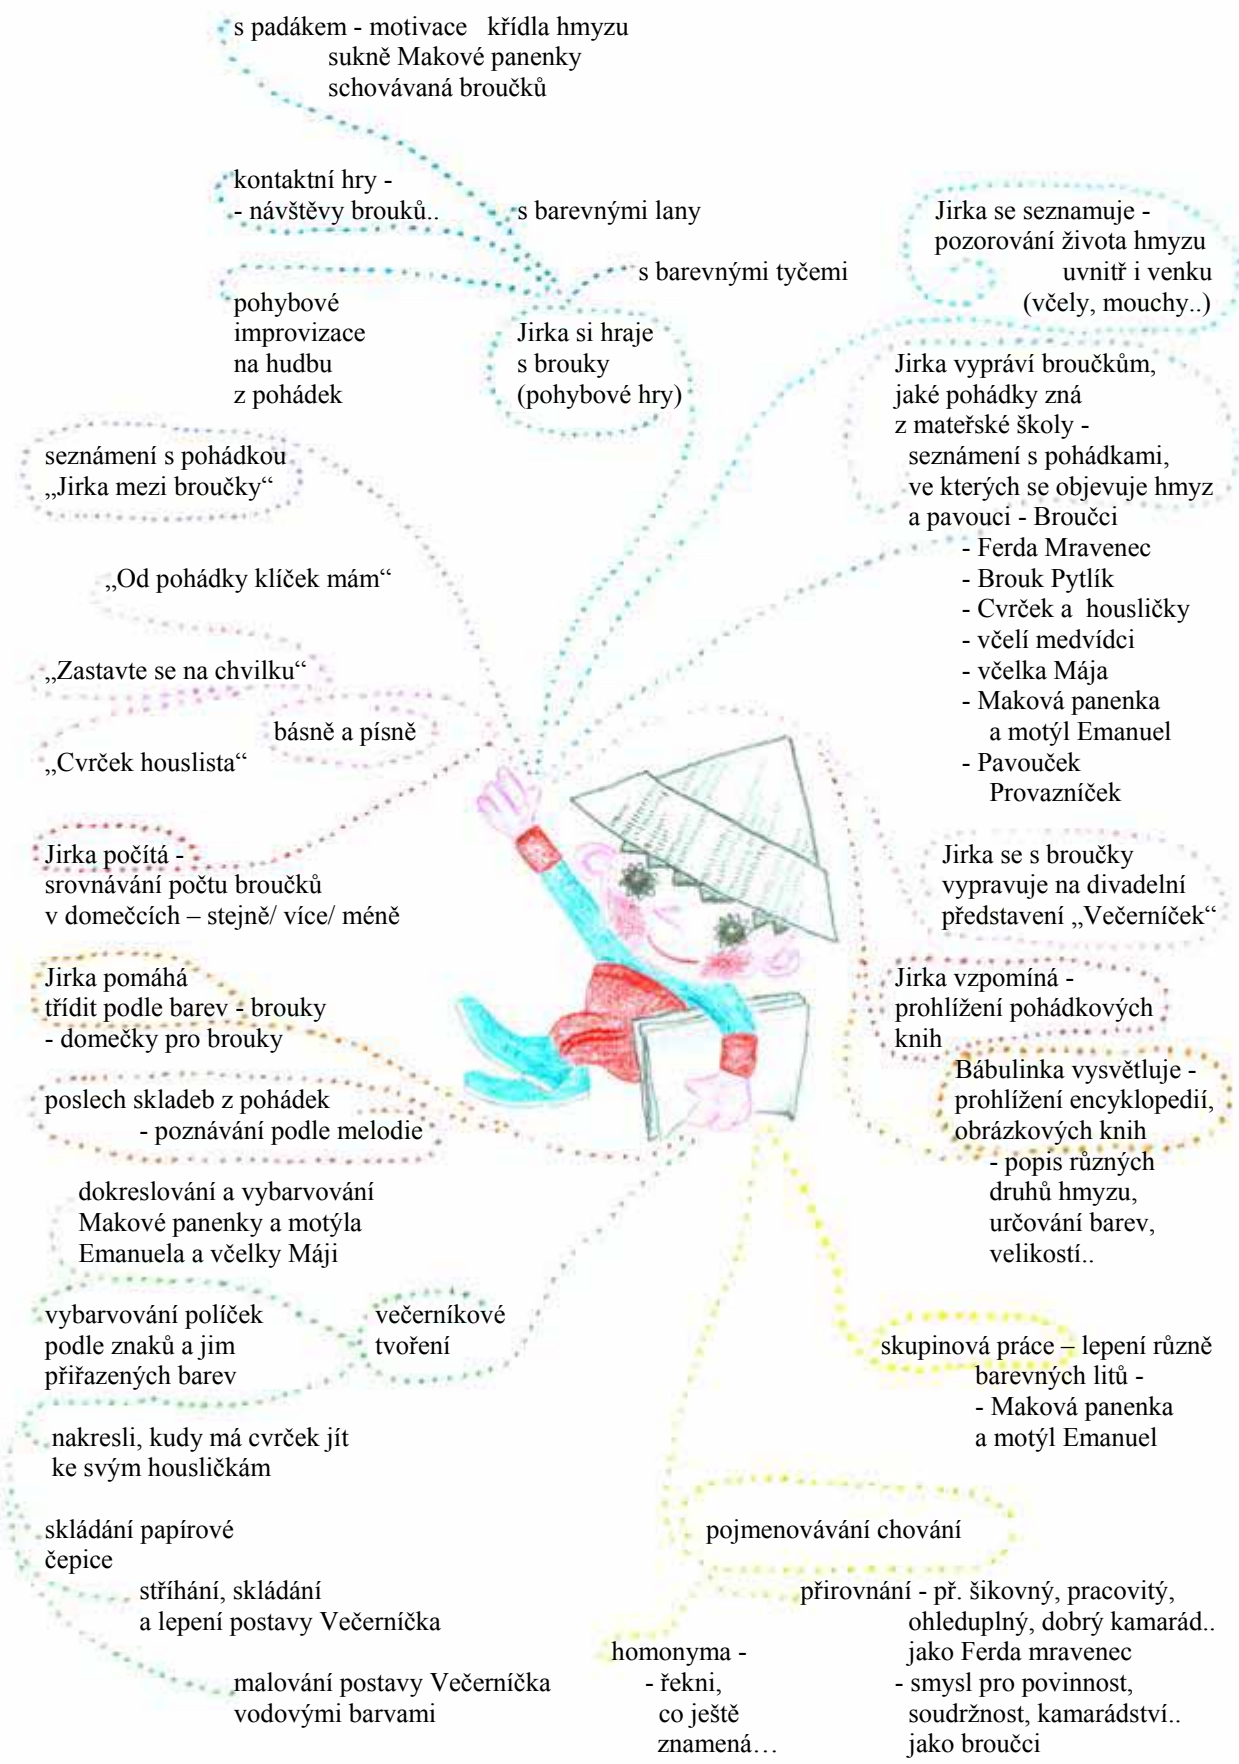 s padákem - motivace   křídla hmyzu
sukně Makové panenky
schovávaná broučků
kontaktní hry -
- návštěvy brouků..
s barevnými lany
s barevnými tyčemi
pohybové
improvizace
na hudbu
z pohádek
Jirka si hraje
s brouky
(pohybové hry)
Jirka se seznamuje -
pozorování života hmyzu
uvnitř i venku
(včely, mouchy..)
Jirka vypráví broučkům,
jaké pohádky zná
z mateřské školy -
seznámení s pohádkami,
ve kterých se objevuje hmyz
a pavouci - Broučci
- Ferda Mravenec
- Brouk Pytlík
- Cvrček a  housličky
- včelí medvídci
- včelka Mája
- Maková panenka
a motýl Emanuel
- Pavouček
Provazníček
seznámení s pohádkou
„Jirka mezi broučky“
„Od pohádky klíček mám“
„Zastavte se na chvilku“
básně a písně
„Cvrček houslista“
Jirka počítá -
srovnávání počtu broučků
v domečcích – stejně/ více/ méně
Jirka pomáhá
třídit podle barev - brouky
- domečky pro brouky
poslech skladeb z pohádek
- poznávání podle melodie
Jirka se s broučky
vypravuje na divadelní
představení „Večerníček“
Jirka vzpomíná -
prohlížení pohádkových
knih
Bábulinka vysvětluje -
prohlížení encyklopedií,
obrázkových knih
- popis různých
druhů hmyzu,
určování barev,
velikostí..
dokreslování a vybarvování
Makové panenky a motýla
Emanuela a včelky Máji
vybarvování políček
podle znaků a jim
přiřazených barev
večerníkové
tvoření
nakresli, kudy má cvrček jít
ke svým housličkám
skládání papírové
čepice
stříhání, skládání
a lepení postavy Večerníčka
malování postavy Večerníčka
vodovými barvami
skupinová práce – lepení různě
barevných litů -
- Maková panenka
a motýl Emanuel
pojmenovávání chování
přirovnání - př. šikovný, pracovitý,
ohleduplný, dobrý kamarád..
jako Ferda mravenec
- smysl pro povinnost,
soudržnost, kamarádství..
jako broučci
homonyma -
- řekni,
co ještě
znamená…